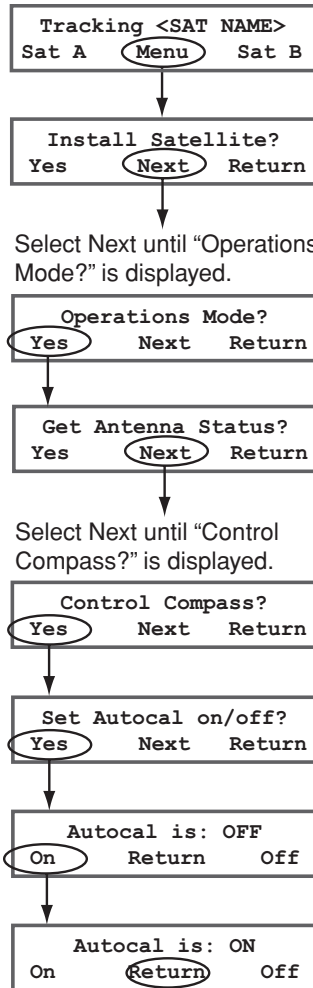 Tracking <SAT NAME>
Sat A Menu Sat B
Install Satellite?
Yes Next Return
Select Next until “Operations
Mode?” is displayed.
Operations Mode?
Yes Next Return
Get Antenna Status?
Yes Next Return
Select Next until “Control
Compass?” is displayed.
Control Compass?
Yes Next Return
Set Autocal on/off?
Yes Next Return
Autocal is: OFF
On Return Off
Autocal is: ON
On Return Off